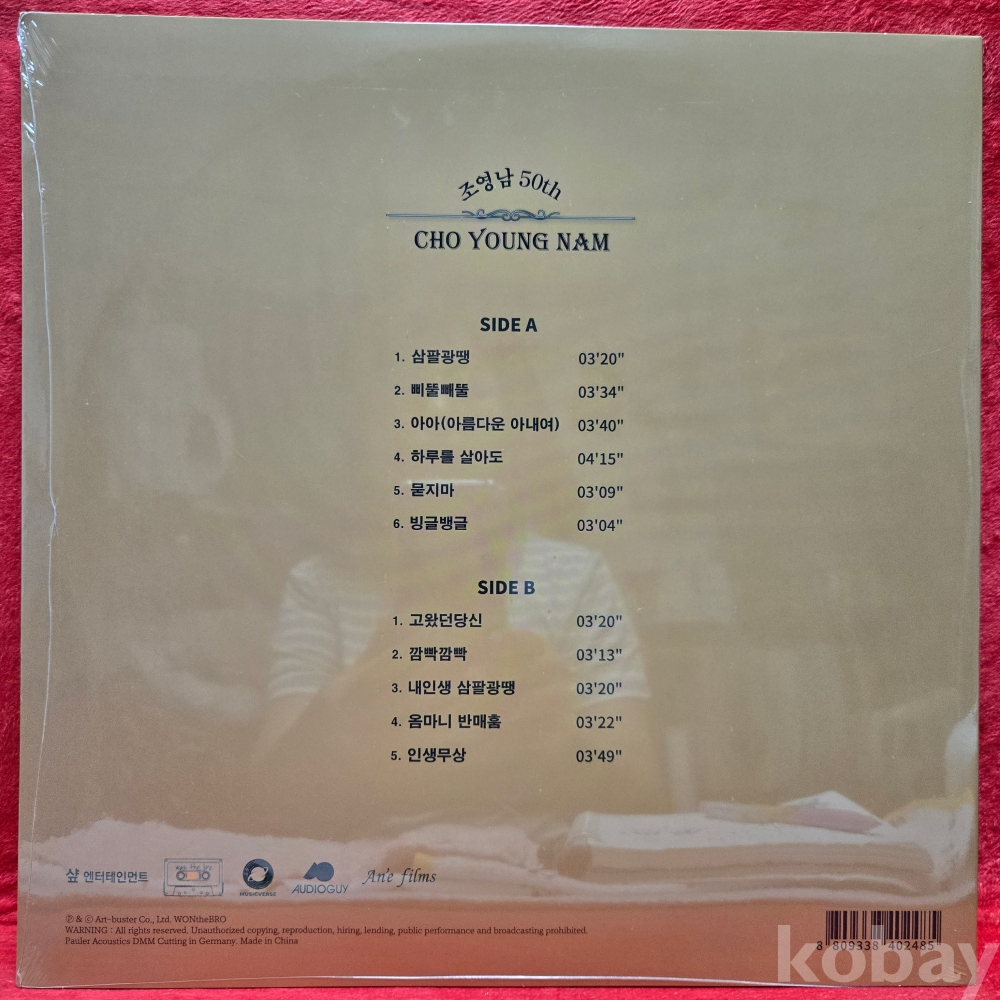 조영남 50th
CHO YOUNG NAM
SIDE A
1. 삼팔광땡 03'20"
2. 삐뚤빼뚤 03'34"
3. 아아(아름다운 아내여) 03'40"
4. 하루를 살아도 04'15"
5. 묻지마 03'09"
6. 빙글뱅글 03'04"
SIDE B
1. 고왔던당신 03'20"
2. 깜빡깜빡 03'13"
3. 내인생 삼팔광땡 03'20"
4. 옴마니 반매훔 03'22"
5. 인생무상 03'49"
샾 엔터테인먼트
MUSICVERSE
AUDIOGUY
An'e films
Ⓟ & ⓒ Art-buster Co., Ltd. WONtheBRO
WARNING : All rights reserved. Unauthorized copying, reproduction, hiring, lending, public performance and broadcasting prohibited.
Pauler Acoustics DMM Cutting in Germany. Made in China
8 809338 402485
kobay